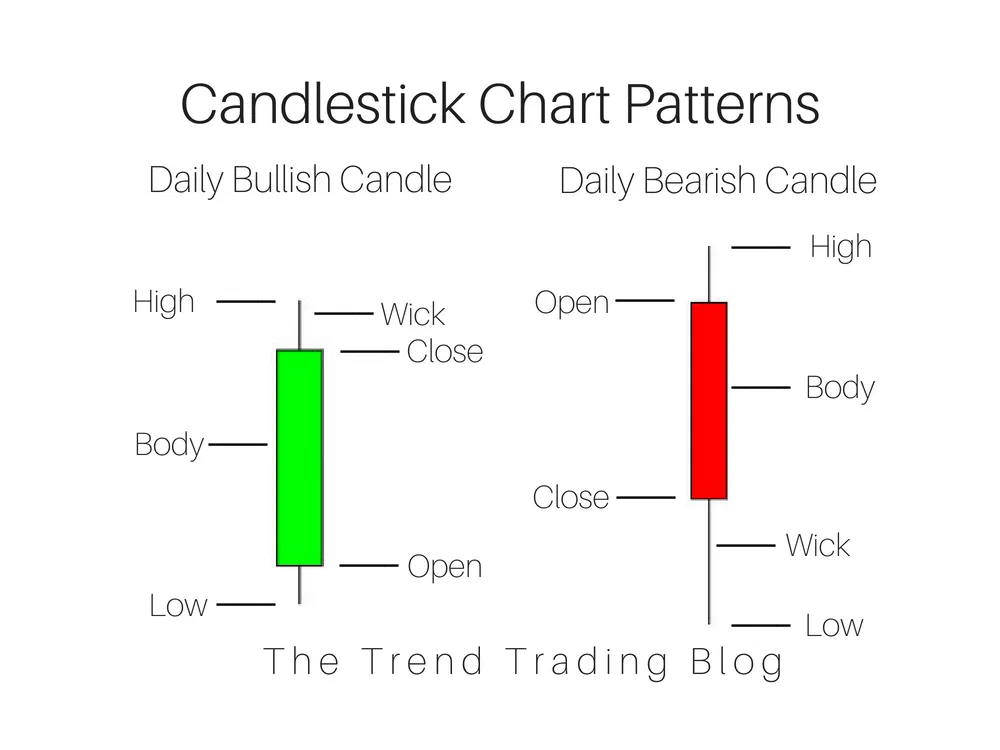 Candlestick Chart Patterns
Daily Bullish Candle
High
Wick
Close
Body
Open
Low
Daily Bearish Candle
High
Open
Body
Close
Wick
Low
The Trend Trading Blog